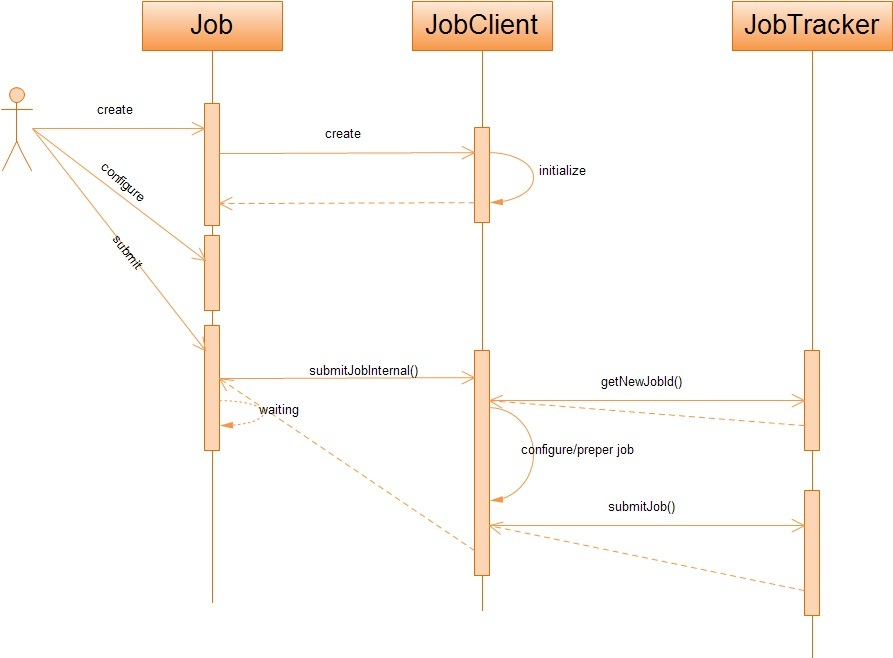 Job
JobClient
JobTracker
create
create
initialize
configure
submit
submitJobInternal()
getNewJobId()
waiting
configure/preper job
submitJob()